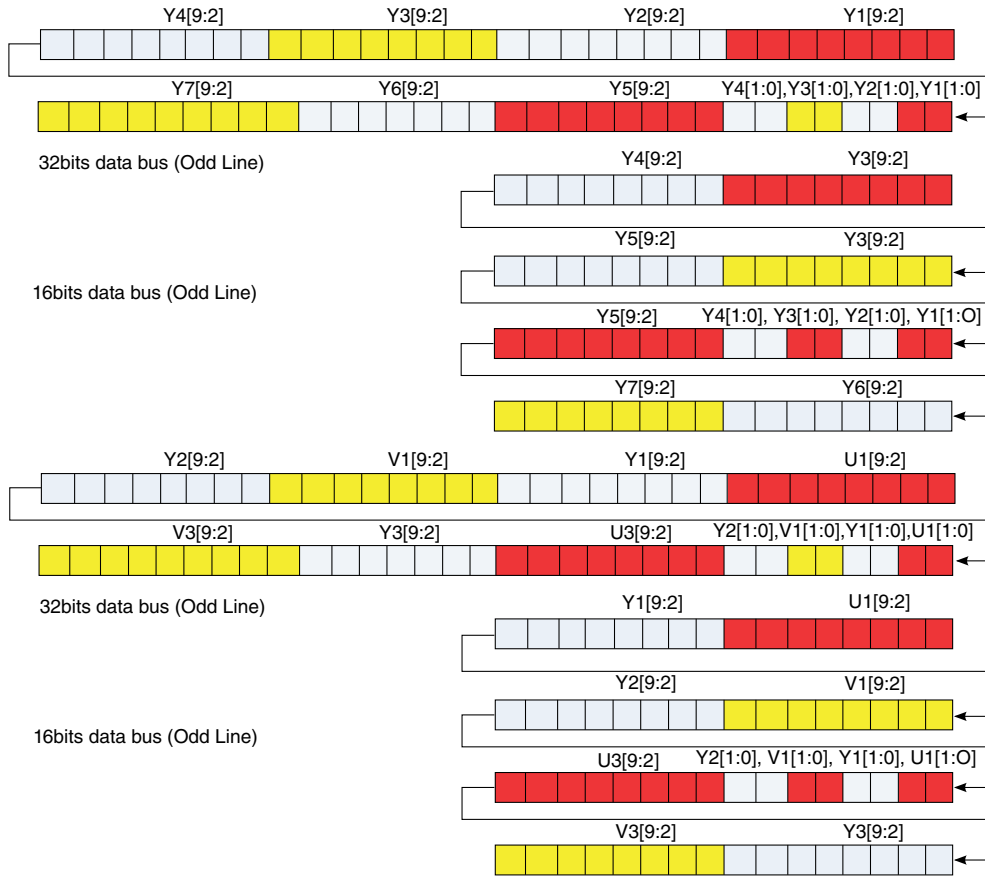 Y4[9:2] Y3[9:2] Y2[9:2] Y1[9:2]
Y7[9:2] Y6[9:2] Y5[9:2] Y4[1:0],Y3[1:0],Y2[1:0],Y1[1:0]
32bits data bus (Odd Line)
Y4[9:2] Y3[9:2]
Y5[9:2] Y3[9:2]
16bits data bus (Odd Line)
Y5[9:2] Y4[1:0], Y3[1:0], Y2[1:0], Y1[1:O]
Y7[9:2] Y6[9:2]
Y2[9:2] V1[9:2] Y1[9:2] U1[9:2]
V3[9:2] Y3[9:2] U3[9:2] Y2[1:0],V1[1:0],Y1[1:0],U1[1:0]
32bits data bus (Odd Line)
Y1[9:2] U1[9:2]
Y2[9:2] V1[9:2]
16bits data bus (Odd Line)
U3[9:2] Y2[1:0], V1[1:0], Y1[1:0], U1[1:O]
V3[9:2] Y3[9:2]